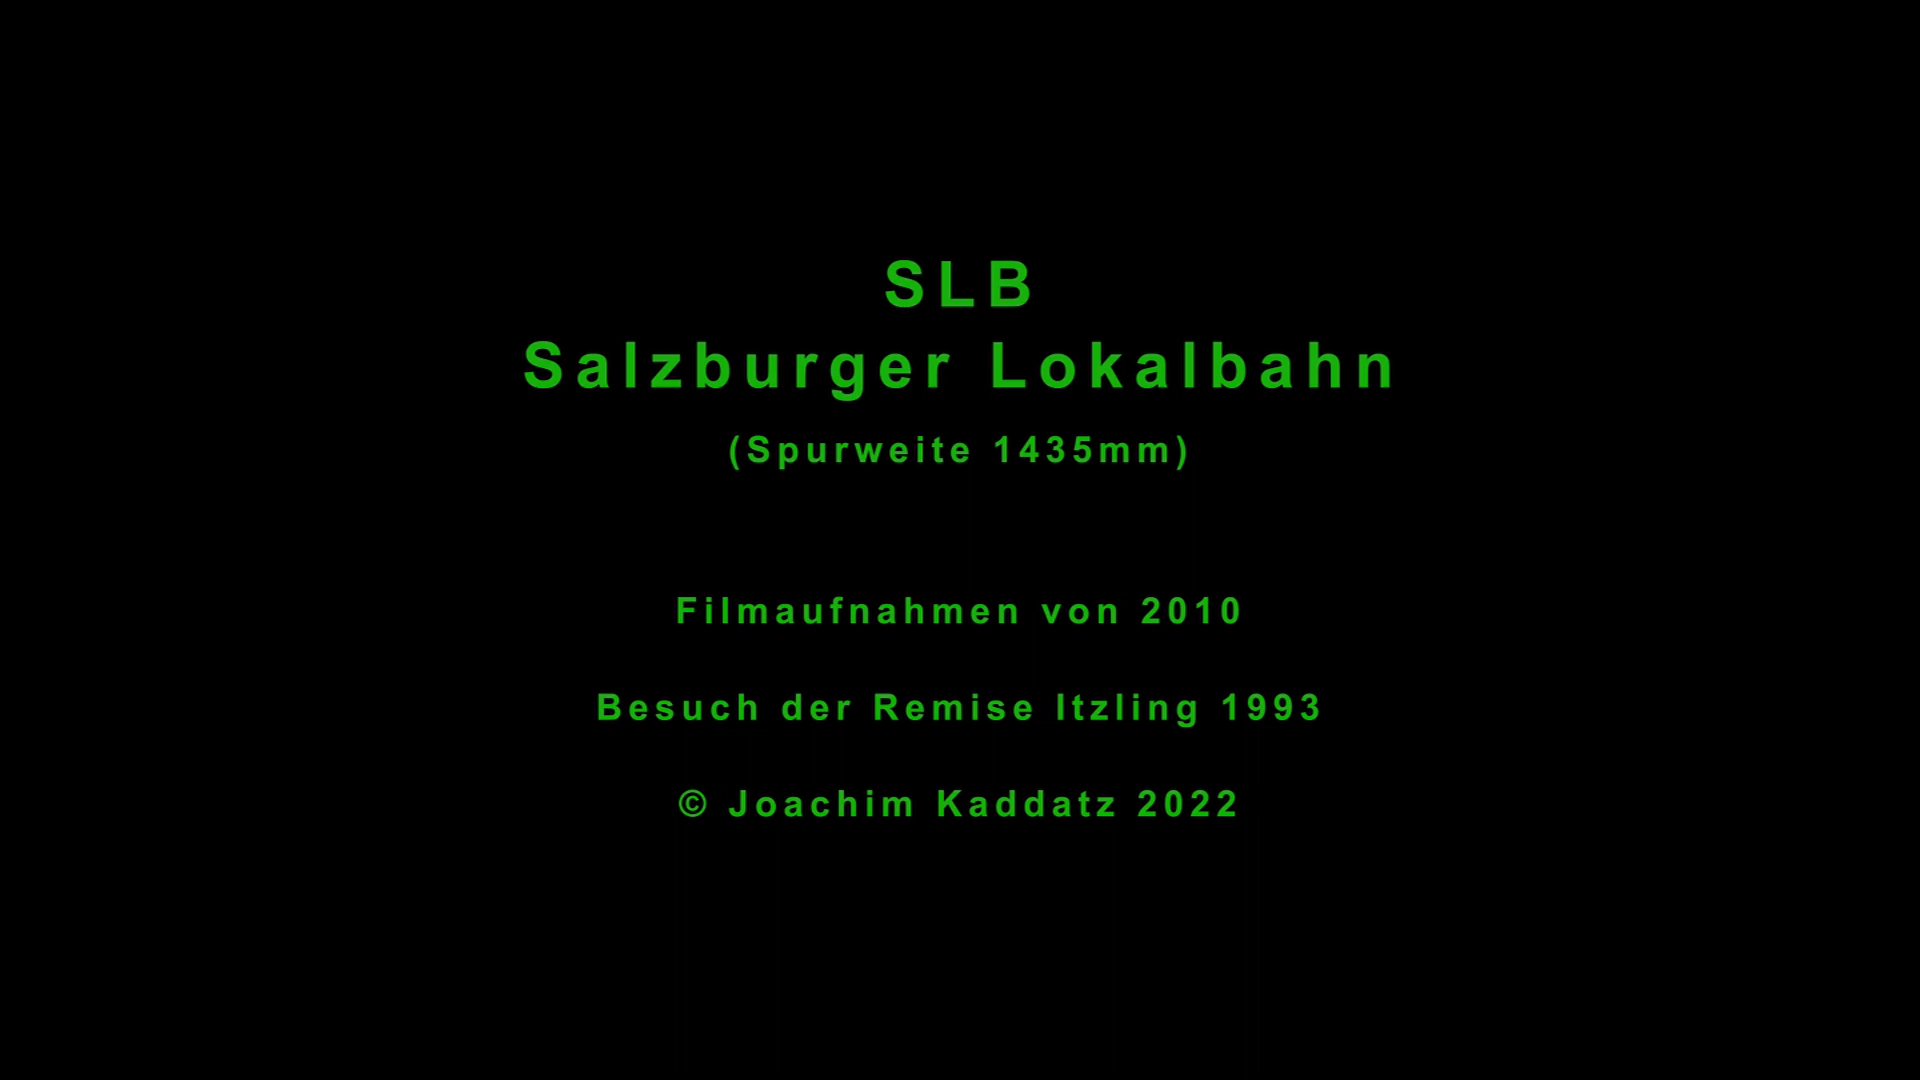 SLB
Salzburger Lokalbahn
(Spurweite 1435mm)
Filmaufnahmen von 2010
Besuch der Remise Itzling 1993
© Joachim Kaddatz 2022